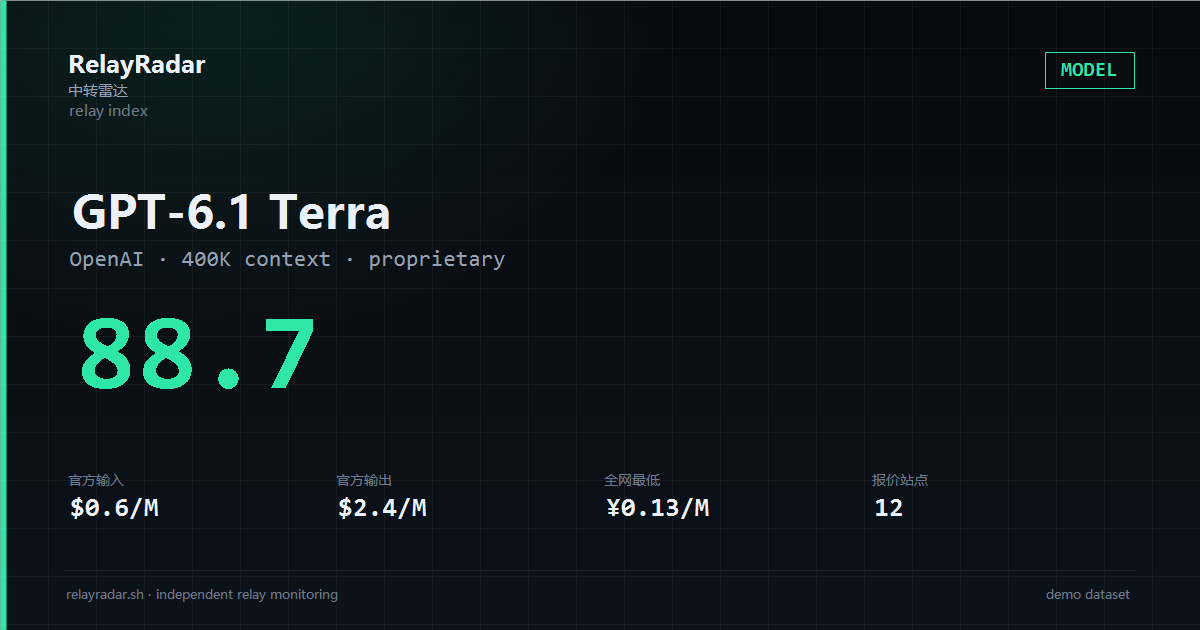 RelayRadar
中转雷达
relay index
MODEL
GPT-6.1 Terra
OpenAI · 400K context · proprietary
88.7
官方输入
$0.6/M
官方输出
$2.4/M
全网最低
¥0.13/M
报价站点
12
relayradar.sh · independent relay monitoring
demo dataset